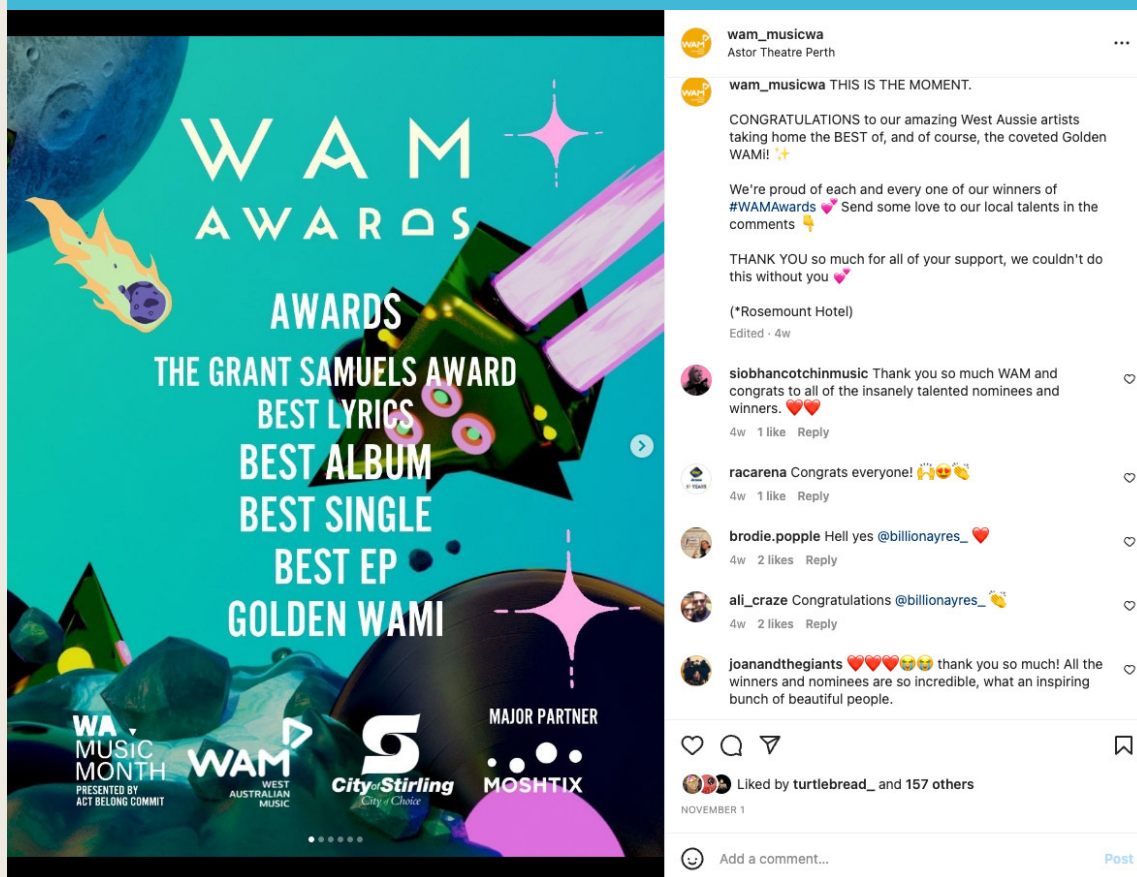 WAM
AWARDS
AWARDS
THE GRANT SAMUELS AWARD
BEST LYRICS
BEST ALBUM
BEST SINGLE
BEST EP
GOLDEN WAMI
WA
MUSIC
MONTH
PRESENTED BY
ACT BELONG COMMIT
WAM
WEST
AUSTRALIAN
MUSIC
City of Stirling
City of Choice
MAJOR PARTNER
MOSHTIX
wam_musicwa
Astor Theatre Perth
wam_musicwa THIS IS THE MOMENT.
CONGRATULATIONS to our amazing West Aussie artists
taking home the BEST of, and of course, the coveted Golden
WAMi! ✨
We're proud of each and every one of our winners of
#WAMAwards 💕 Send some love to our local talents in the
comments 👇
THANK YOU so much for all of your support, we couldn't do
this without you 💕
(*Rosemount Hotel)
Edited · 4w
siobhancotchinmusic Thank you so much WAM and
congrats to all of the insanely talented nominees and
winners. ❤️❤️
4w 1 like Reply
racarena Congrats everyone! 🙌😍👏
4w 1 like Reply
brodie.popple Hell yes @billionayres_ ❤️
4w 2 likes Reply
ali_craze Congratulations @billionayres_ 👏
4w 2 likes Reply
joanandthegiants ❤️❤️❤️😭😭 thank you so much! All the
winners and nominees are so incredible, what an inspiring
bunch of beautiful people.
Liked by turtlebread_ and 157 others
NOVEMBER 1
Add a comment...
Post